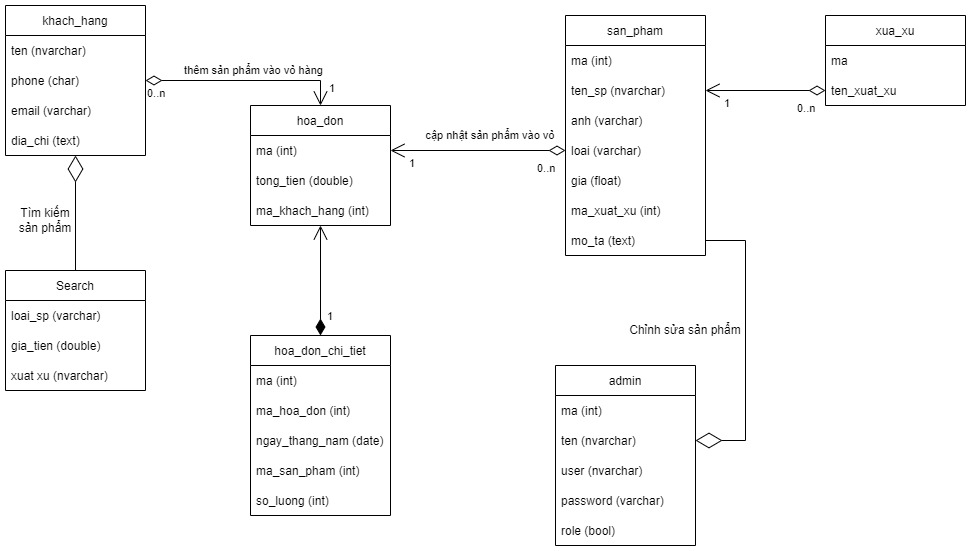 khach_hang
ten (nvarchar)
phone (char)
email (varchar)
dia_chi (text)
0..n
thêm sản phẩm vào vỏ hàng
1
hoa_don
ma (int)
tong_tien (double)
ma_khach_hang (int)
cập nhật sản phẩm vào vỏ
1
0..n
san_pham
ma (int)
ten_sp (nvarchar)
anh (varchar)
loai (varchar)
gia (float)
ma_xuat_xu (int)
mo_ta (text)
1
0..n
xua_xu
ma
ten_xuat_xu
Tìm kiếm
sản phẩm
Search
loai_sp (varchar)
gia_tien (double)
xuat xu (nvarchar)
1
hoa_don_chi_tiet
ma (int)
ma_hoa_don (int)
ngay_thang_nam (date)
ma_san_pham (int)
so_luong (int)
Chỉnh sửa sản phẩm
admin
ma (int)
ten (nvarchar)
user (nvarchar)
password (varchar)
role (bool)